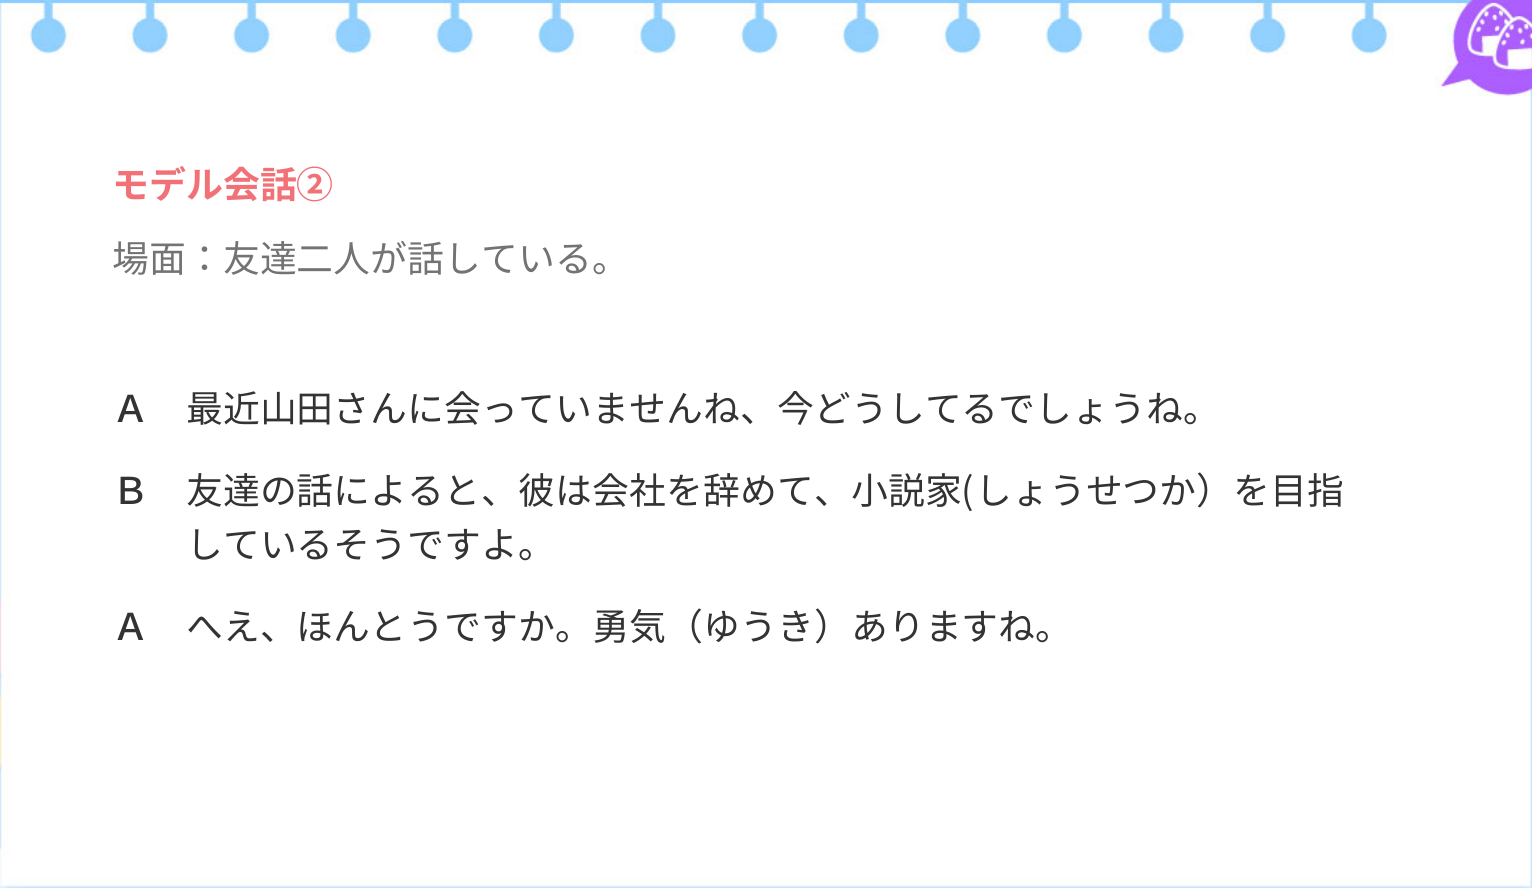 モデル会話②
場面：友達二人が話している。
A 最近山田さんに会っていませんね、今どうしてるでしょうね。
B 友達の話によると、彼は会社を辞めて、小説家(しょうせつか）を目指
しているそうですよ。
A へえ、ほんとうですか。勇気（ゆうき）ありますね。